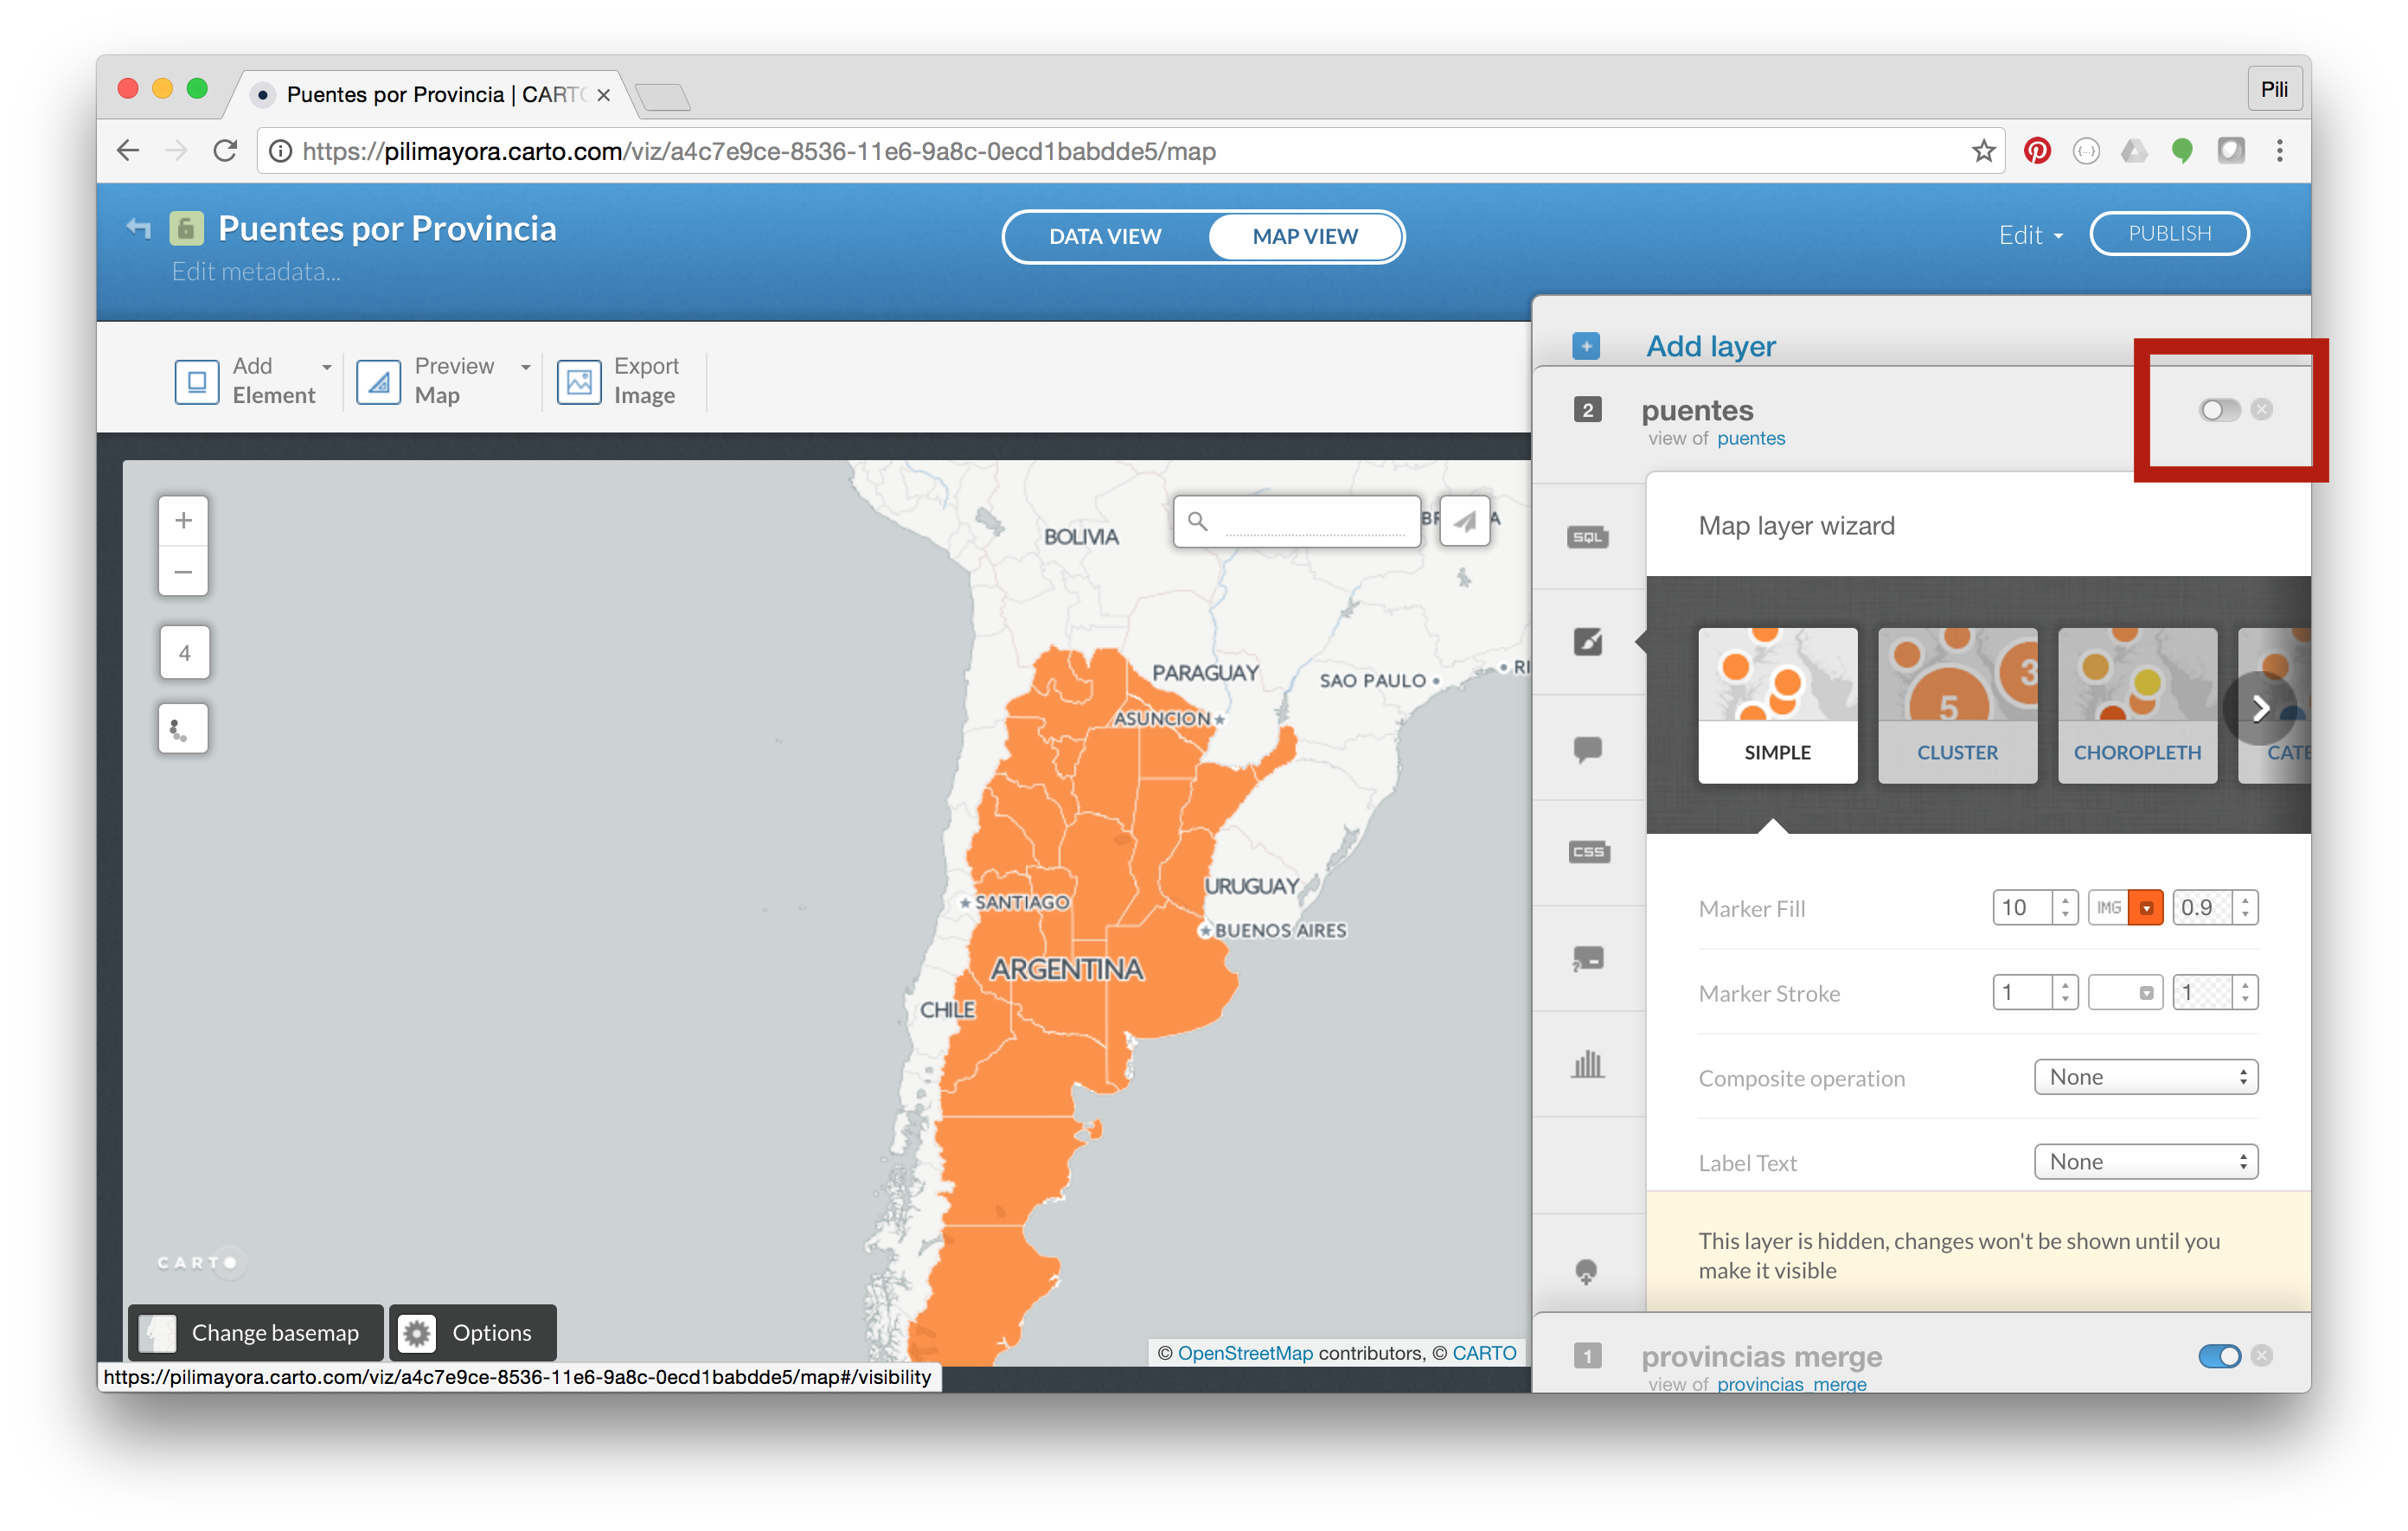 Puentes por Provincia | CARTO
Pili
https://pilimayora.carto.com/viz/a4c7e9ce-8536-11e6-9a8c-0ecd1babdde5/map
Puentes por Provincia
Edit metadata...
DATA VIEW
MAP VIEW
Edit
PUBLISH
Add
Element
Preview
Map
Export
Image
Add layer
2
puentes
view of puentes
SQL
CSS
Map layer wizard
SIMPLE
5
3
CLUSTER
CHOROPLETH
CATE
Marker Fill
10
IMG
0.9
Marker Stroke
1
1
Composite operation
None
Label Text
None
This layer is hidden, changes won't be shown until you
make it visible
1
provincias merge
view of provincias_merge
+
−
4
BOLIVIA
PARAGUAY
SAO PAULO
RI
ASUNCION
URUGUAY
SANTIAGO
BUENOS AIRES
ARGENTINA
CHILE
CARTO
Change basemap
Options
© OpenStreetMap contributors, © CARTO
https://pilimayora.carto.com/viz/a4c7e9ce-8536-11e6-9a8c-0ecd1babdde5/map#/visibility